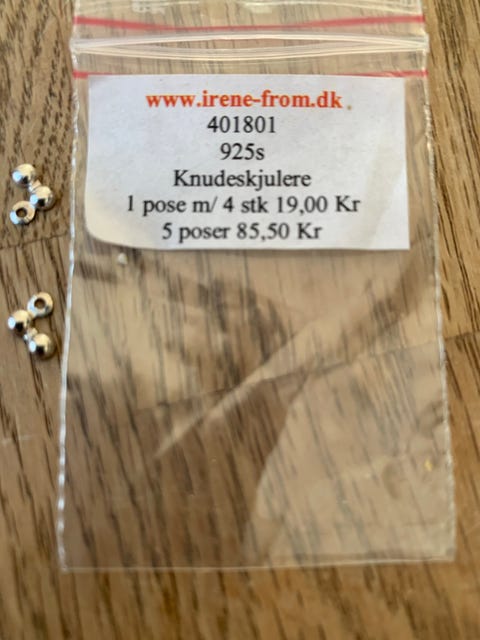 www.irene-from.dk
401801
925s
Knudeskjulere
1 pose m/ 4 stk 19,00 Kr
5 poser 85,50 Kr